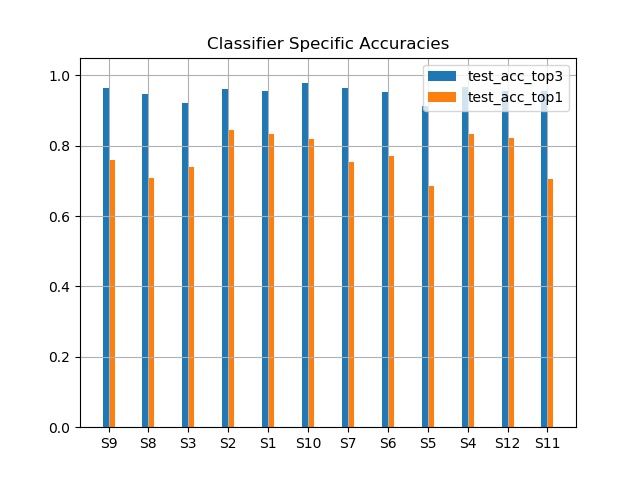 Classifier Specific Accuracies
1.0
0.8
0.6
0.4
0.2
0.0
test_acc_top3
test_acc_top1
S9 S8 S3 S2 S1 S10 S7 S6 S5 S4 S12 S11